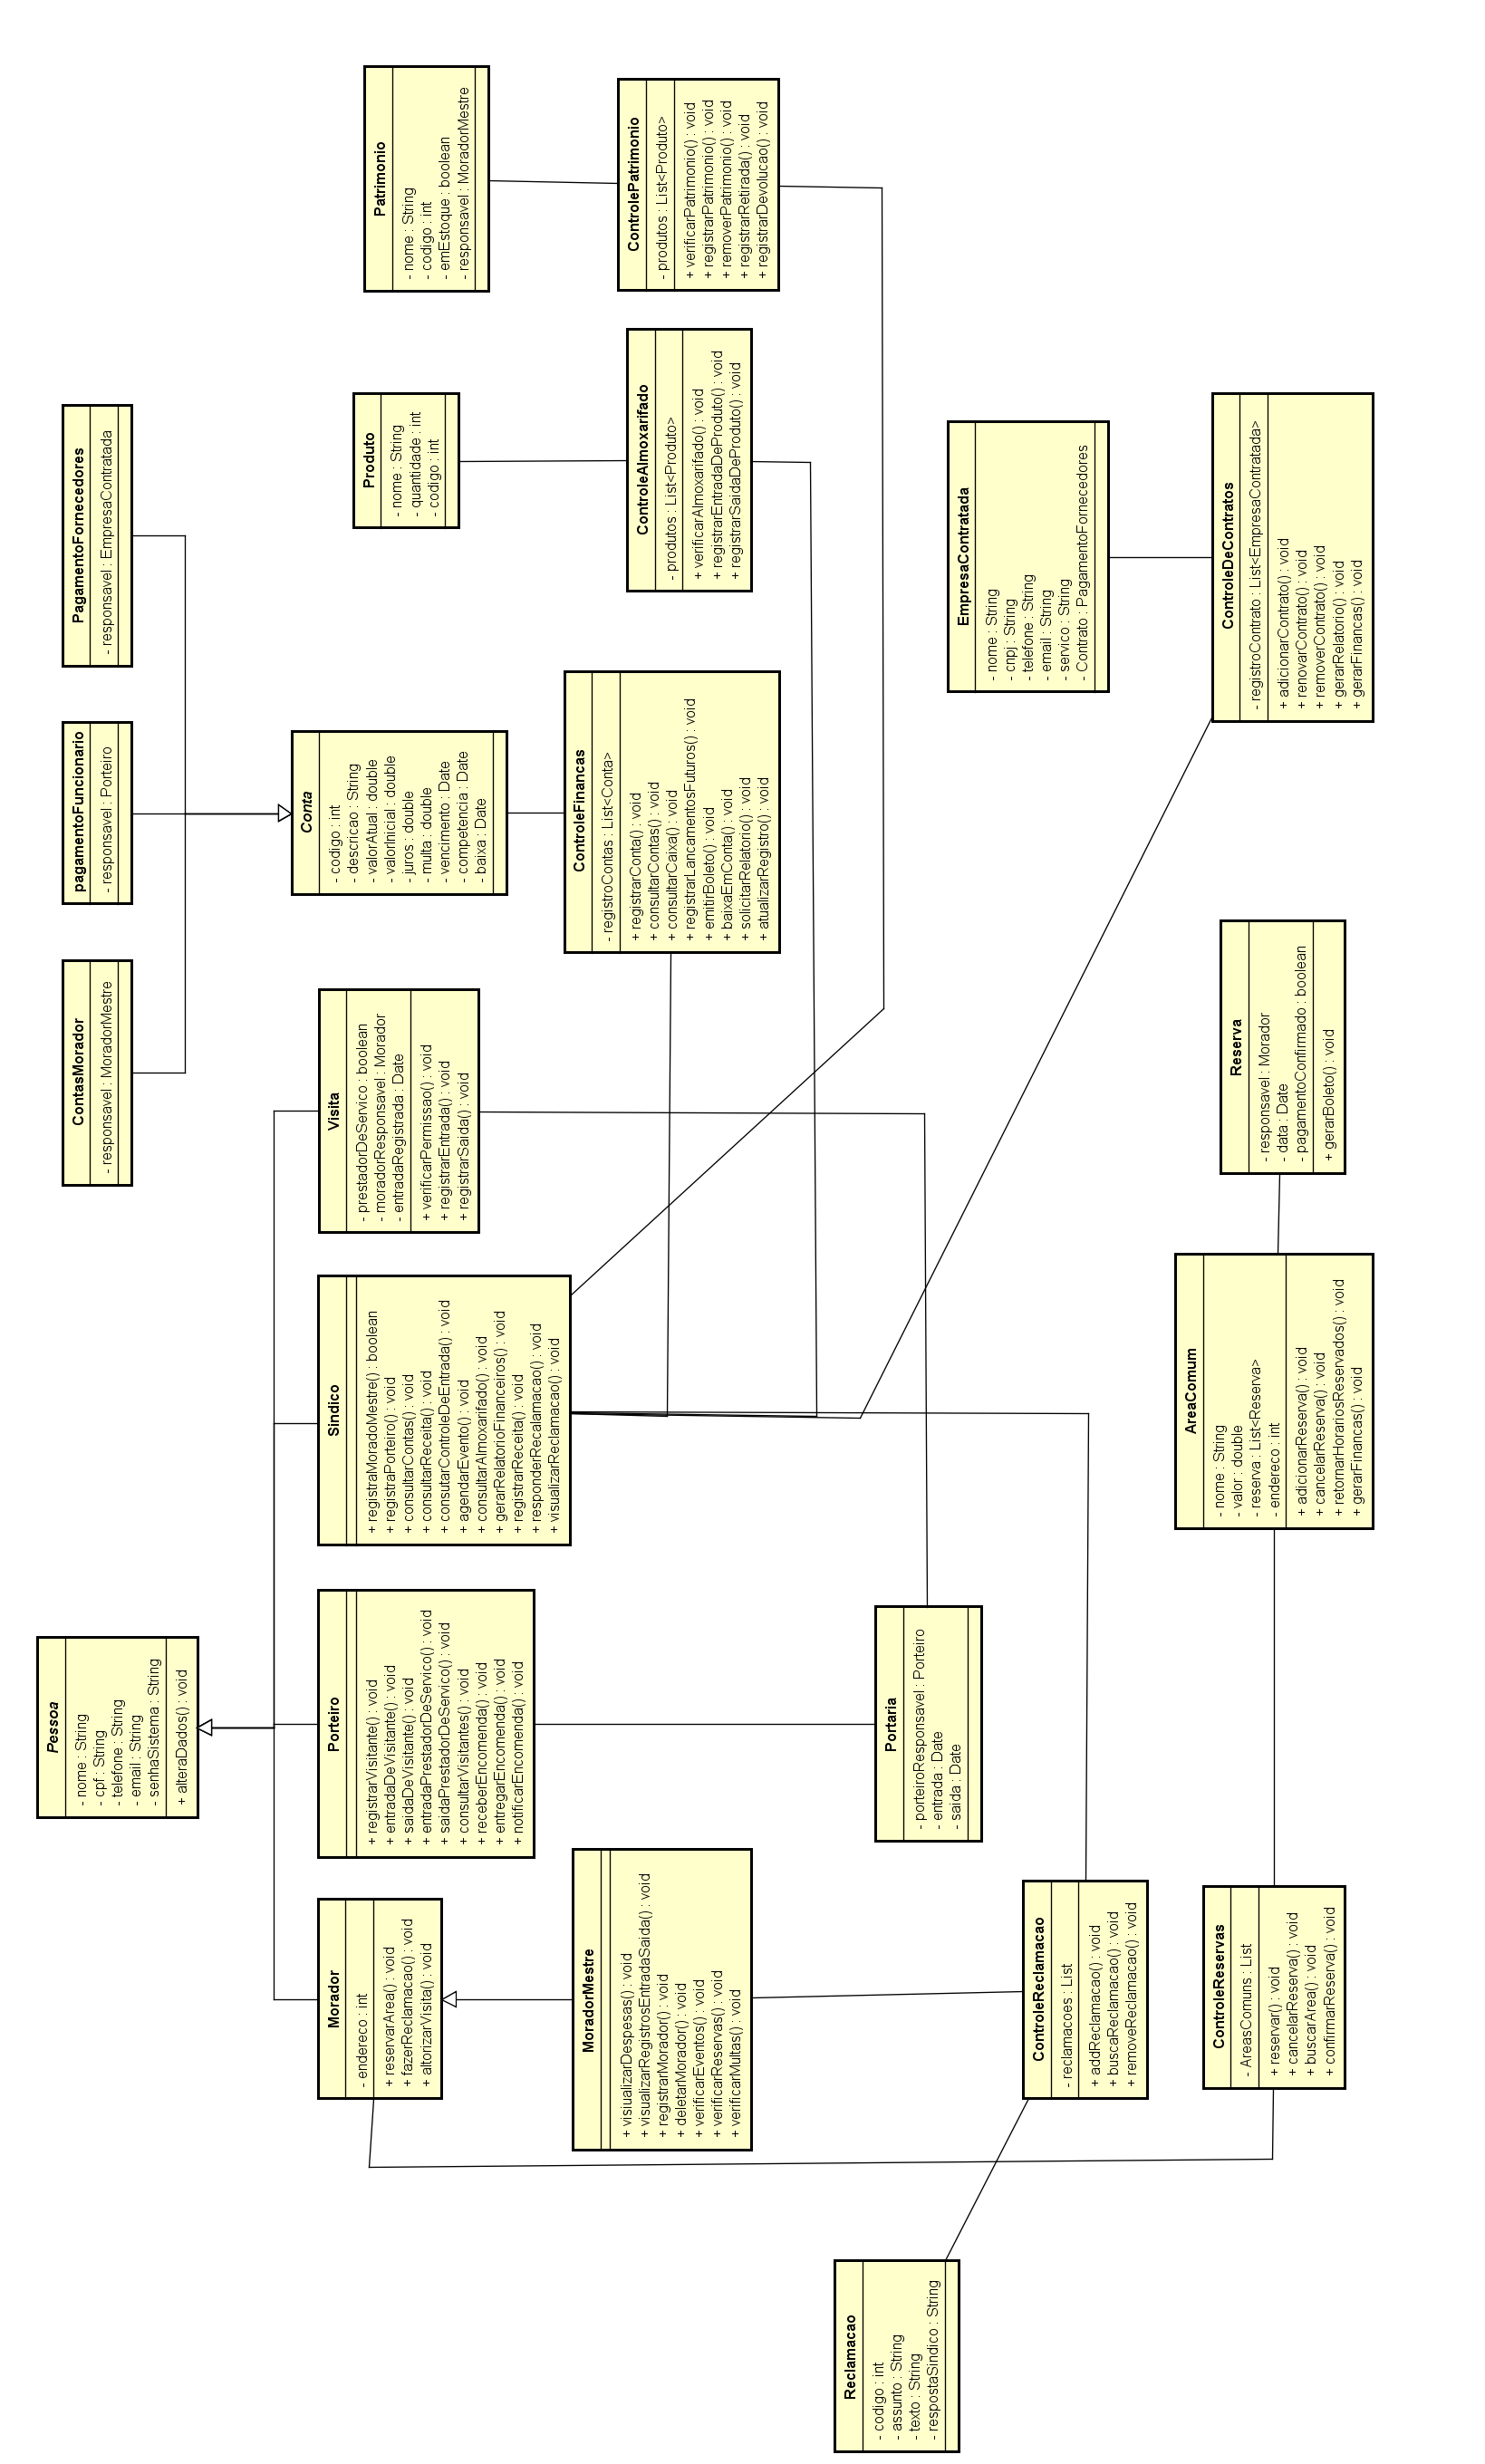 Pessoa
- nome : String
- cpf : String
- telefone : String
- email : String
- senhaSistema : String
+ alteraDados() : void
ContasMorador
- responsavel : MoradorMestre
pagamentoFuncionario
- responsavel : Porteiro
PagamentoFornecedores
- responsavel : EmpresaContratada
Morador
- endereco : int
+ reservarArea() : void
+ fazerReclamacao() : void
+ altorizarVisita() : void
Porteiro
+ registrarVisitante() : void
+ entradaDeVisitante() : void
+ saidaDeVisitante() : void
+ entradaPrestadorDeServico() : void
+ saidaPrestadorDeServico() : void
+ consultarVisitantes() : void
+ receberEncomenda() : void
+ entregarEncomenda() : void
+ notificarEncomenda() : void
Sindico
+ registraMoradoMestre() : boolean
+ registraPorteiro() : void
+ consultarContas() : void
+ consultarReceita() : void
+ consutarControleDeEntrada() : void
+ agendarEvento() : void
+ consultarAlmoxarifado() : void
+ gerarRelatorioFinanceiros() : void
+ registrarReceita() : void
+ responderRecalamacao() : void
+ visualizarReclamacao() : void
Visita
- prestadorDeServico : boolean
- moradorResponsavel : Morador
- entradaRegistrada : Date
+ verificarPermissao() : void
+ registrarEntrada() : void
+ registrarSaida() : void
Conta
- codigo : int
- descricao : String
- valorAtual : double
- valorInicial : double
- juros : double
- multa : double
- vencimento : Date
- competencia : Date
- baixa : Date
Produto
- nome : String
- quantidade : int
- codigo : int
Patrimonio
- nome : String
- codigo : int
- emEstoque : boolean
- responsavel : MoradorMestre
MoradorMestre
+ visiualizarDespesas() : void
+ visualizarRegistrosEntradaSaida() : void
+ registrarMorador() : void
+ deletarMorador() : void
+ verificarEventos() : void
+ verificarReservas() : void
+ verificarMultas() : void
ControleFinancas
- registroContas : List<Conta>
+ registrarConta() : void
+ consultarContas() : void
+ consultarCaixa() : void
+ registrarLancamentosFuturos() : void
+ emitirBoleto() : void
+ baixaEmConta() : void
+ solicitarRelatorio() : void
+ atualizarRegistro() : void
ControleAlmoxarifado
- produtos : List<Produto>
+ verificarAlmoxarifado() : void
+ registrarEntradaDeProduto() : void
+ registrarSaidaDeProduto() : void
ControlePatrimonio
- produtos : List<Produto>
+ verificarPatrimonio() : void
+ registrarPatrimonio() : void
+ removerPatrimonio() : void
+ registrarRetirada() : void
+ registrarDevolucao() : void
Reclamacao
- codigo : int
- assunto : String
- texto : String
- respostaSindico : String
Portaria
- porteiroResponsavel : Porteiro
- entrada : Date
- saida : Date
EmpresaContratada
- nome : String
- cnpj : String
- telefone : String
- email : String
- servico : String
- Contrato : PagamentoFornecedores
ControleReclamacao
- reclamacoes : List
+ addReclamacao() : void
+ buscaReclamacao() : void
+ removeReclamacao() : void
ControleReservas
- AreasComuns : List
+ reservar() : void
+ cancelarReserva() : void
+ buscarArea() : void
+ confirmarReserva() : void
AreaComum
- nome : String
- valor : double
- reserva : List<Reserva>
- endereco : int
+ adicionarReserva() : void
+ cancelarReserva() : void
+ retornarHorariosReservados() : void
+ gerarFinancas() : void
Reserva
- responsavel : Morador
- data : Date
- pagamentoConfirmado : boolean
+ gerarBoleto() : void
ControleDeContratos
- registroContrato : List<EmpresaContratada>
+ adicionarContrato() : void
+ renovarContrato() : void
+ removerContrato() : void
+ gerarRelatorio() : void
+ gerarFinancas() : void